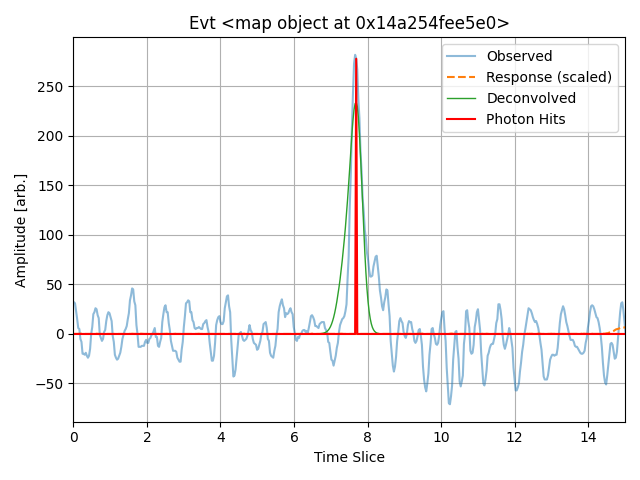 Evt <map object at 0x14a254fee5e0>
Observed
Response (scaled)
Deconvolved
Photon Hits
Amplitude [arb.]
250
200
150
100
50
0
−50
0 2 4 6 8 10 12 14
Time Slice